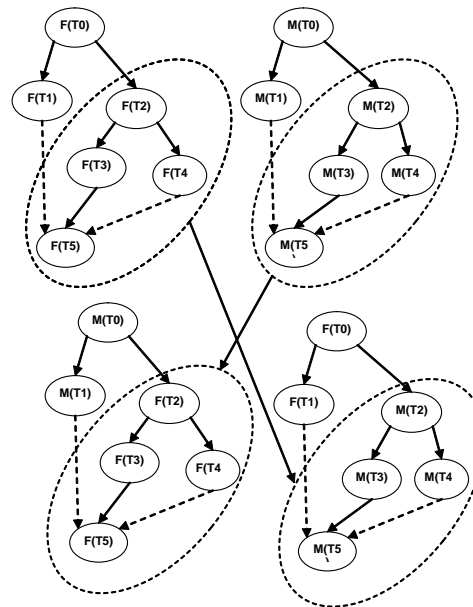 F(T0)
F(T1)
F(T2)
F(T3)
F(T4)
F(T5)
M(T0)
M(T1)
M(T2)
M(T3)
M(T4)
M(T5
M(T0)
M(T1)
F(T2)
F(T3)
F(T4
F(T5)
F(T0)
F(T1)
M(T2)
M(T3)
M(T4
M(T5